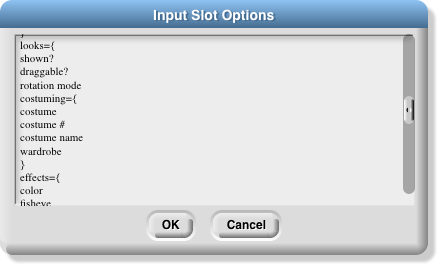 Input Slot Options
}
looks={
shown?
draggable?
rotation mode
costuming={
costume
costume #
costume name
wardrobe
}
effects={
color
fisheye
OK
Cancel